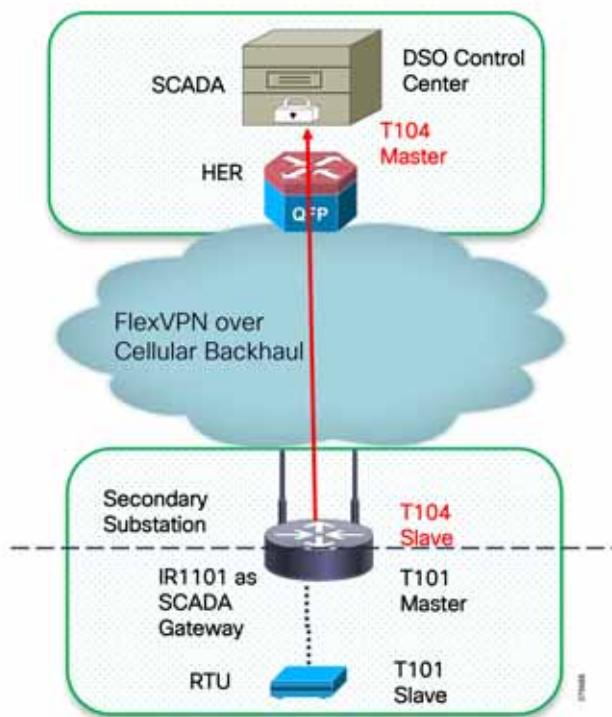 SCADA
DSO Control
Center
T104
Master
HER
QFP
FlexVPN over
Cellular Backhaul
Secondary
Substation
T104
Slave
IR1101 as
SCADA
Gateway
T101
Master
RTU
T101
Slave